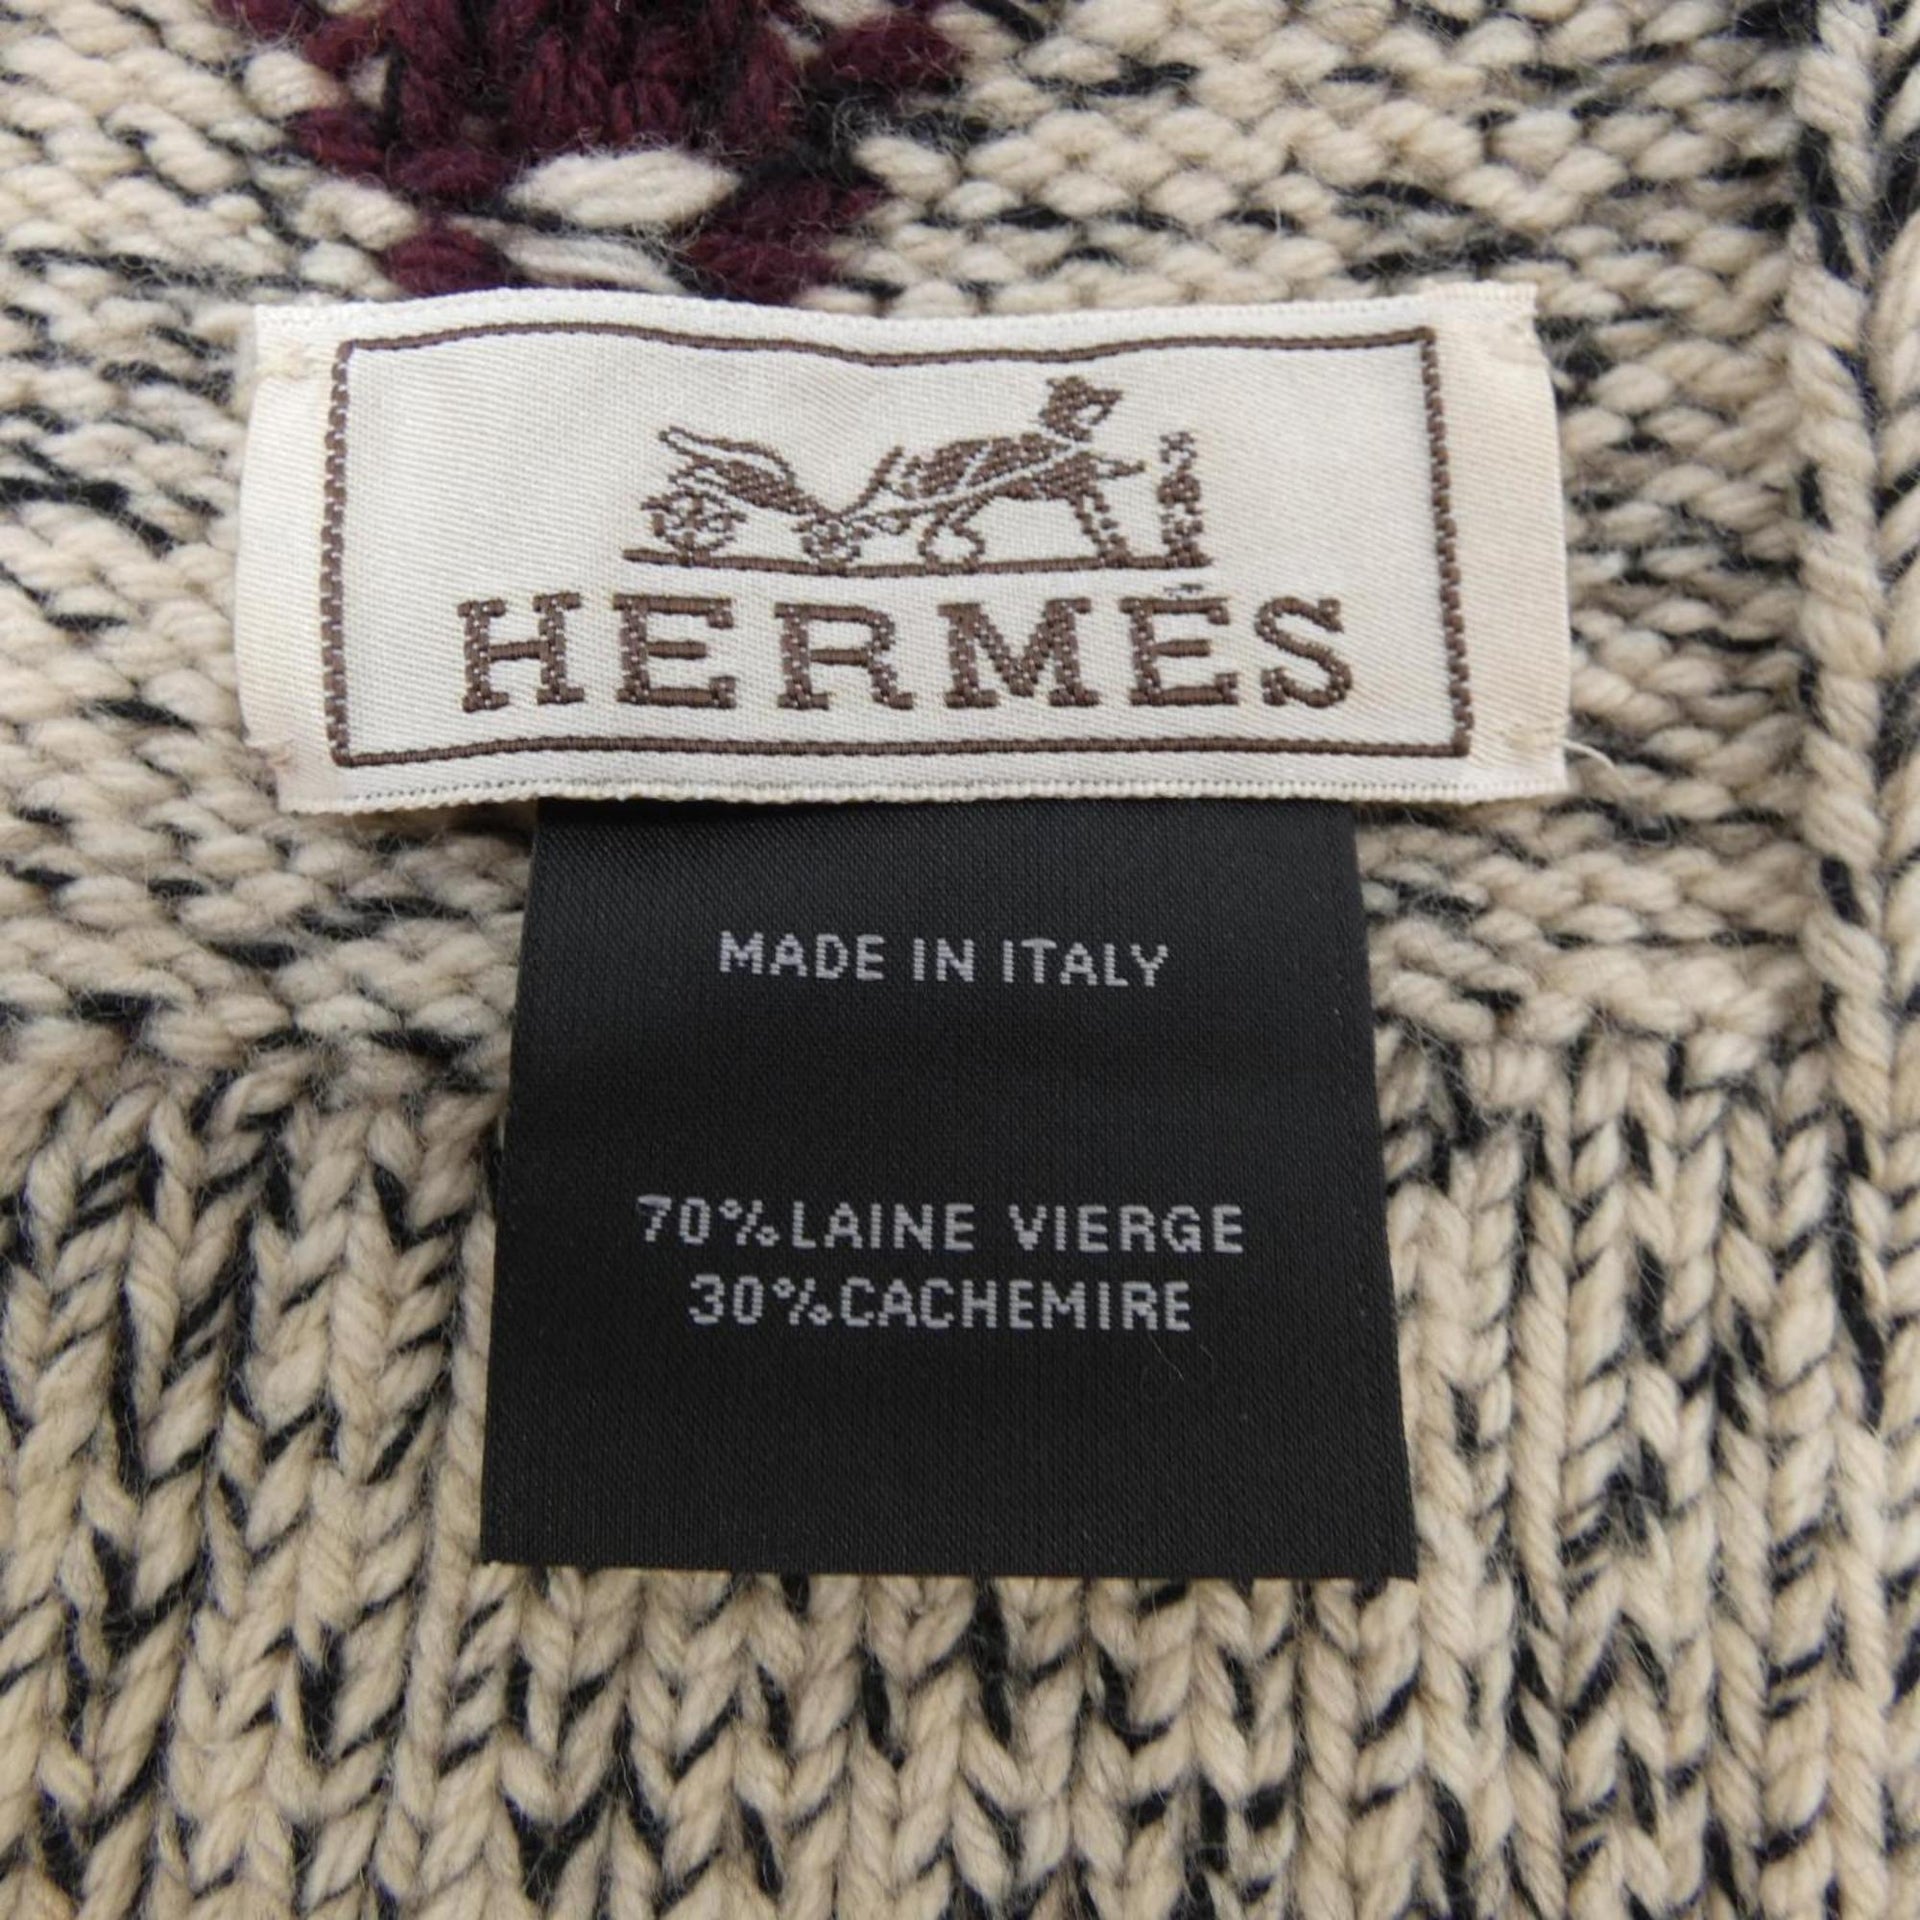 HERMÈS
MADE IN ITALY
70%LAINE VIERGE
30%CACHEMIRE